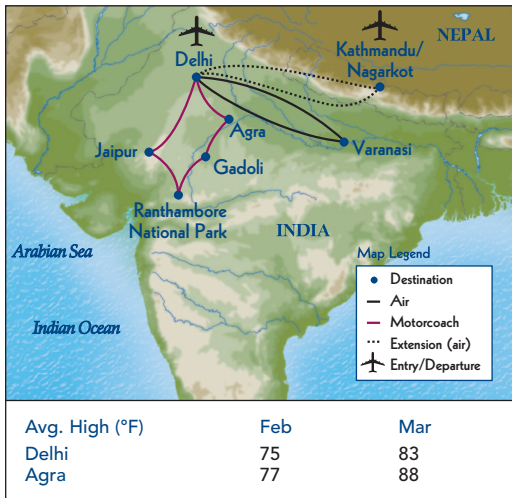 NEPAL
Kathmandu/
Nagarkot
Delhi
Agra
Varanasi
Jaipur
Gadoli
Ranthambore
National Park
INDIA
Arabian Sea
Indian Ocean
Map Legend
Destination
Air
Motorcoach
Extension (air)
Entry/Departure
Avg. High (°F) Feb Mar
Delhi 75 83
Agra 77 88